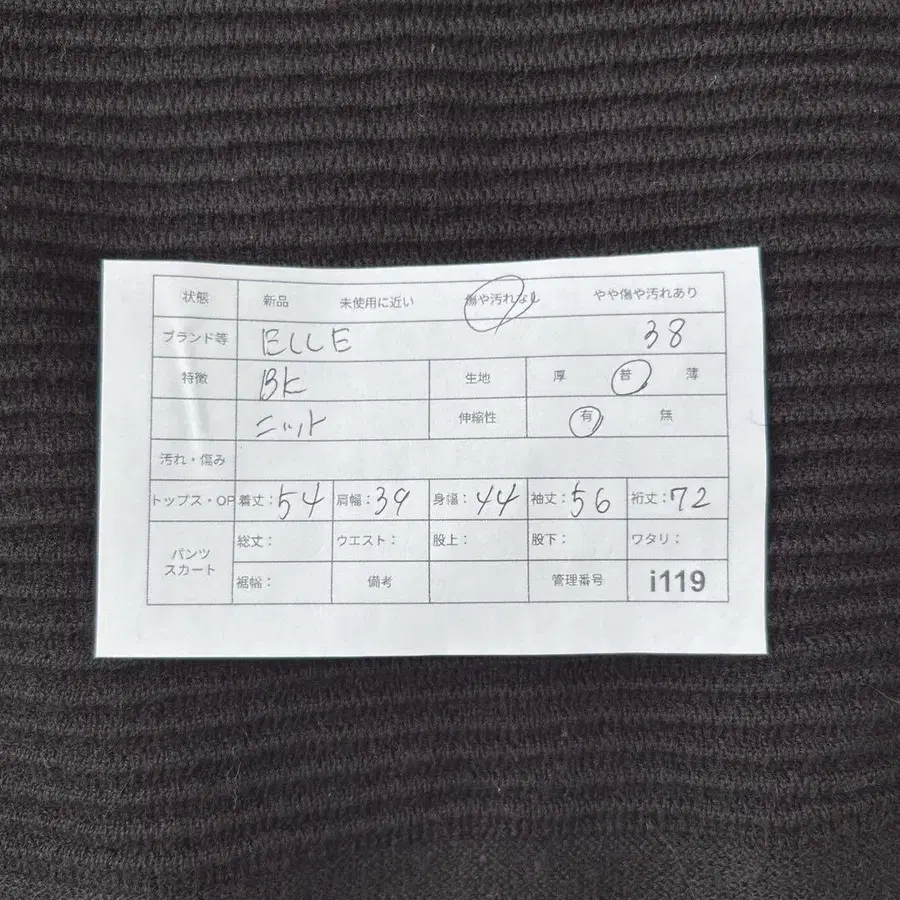 状態 新品 未使用に近い 傷や汚れなし やや傷や汚れあり
ブランド等 ELLE 38
特徴 BK 生地 厚 普 薄
ニット 伸縮性 有 無
汚れ・傷み
トップス・OP 着丈:54 肩幅:39 身幅:44 袖丈:56 裄丈:72
パンツ スカート 総丈: ウエスト: 股上: 股下: ワタリ:
裾幅: 備考 管理番号 i119